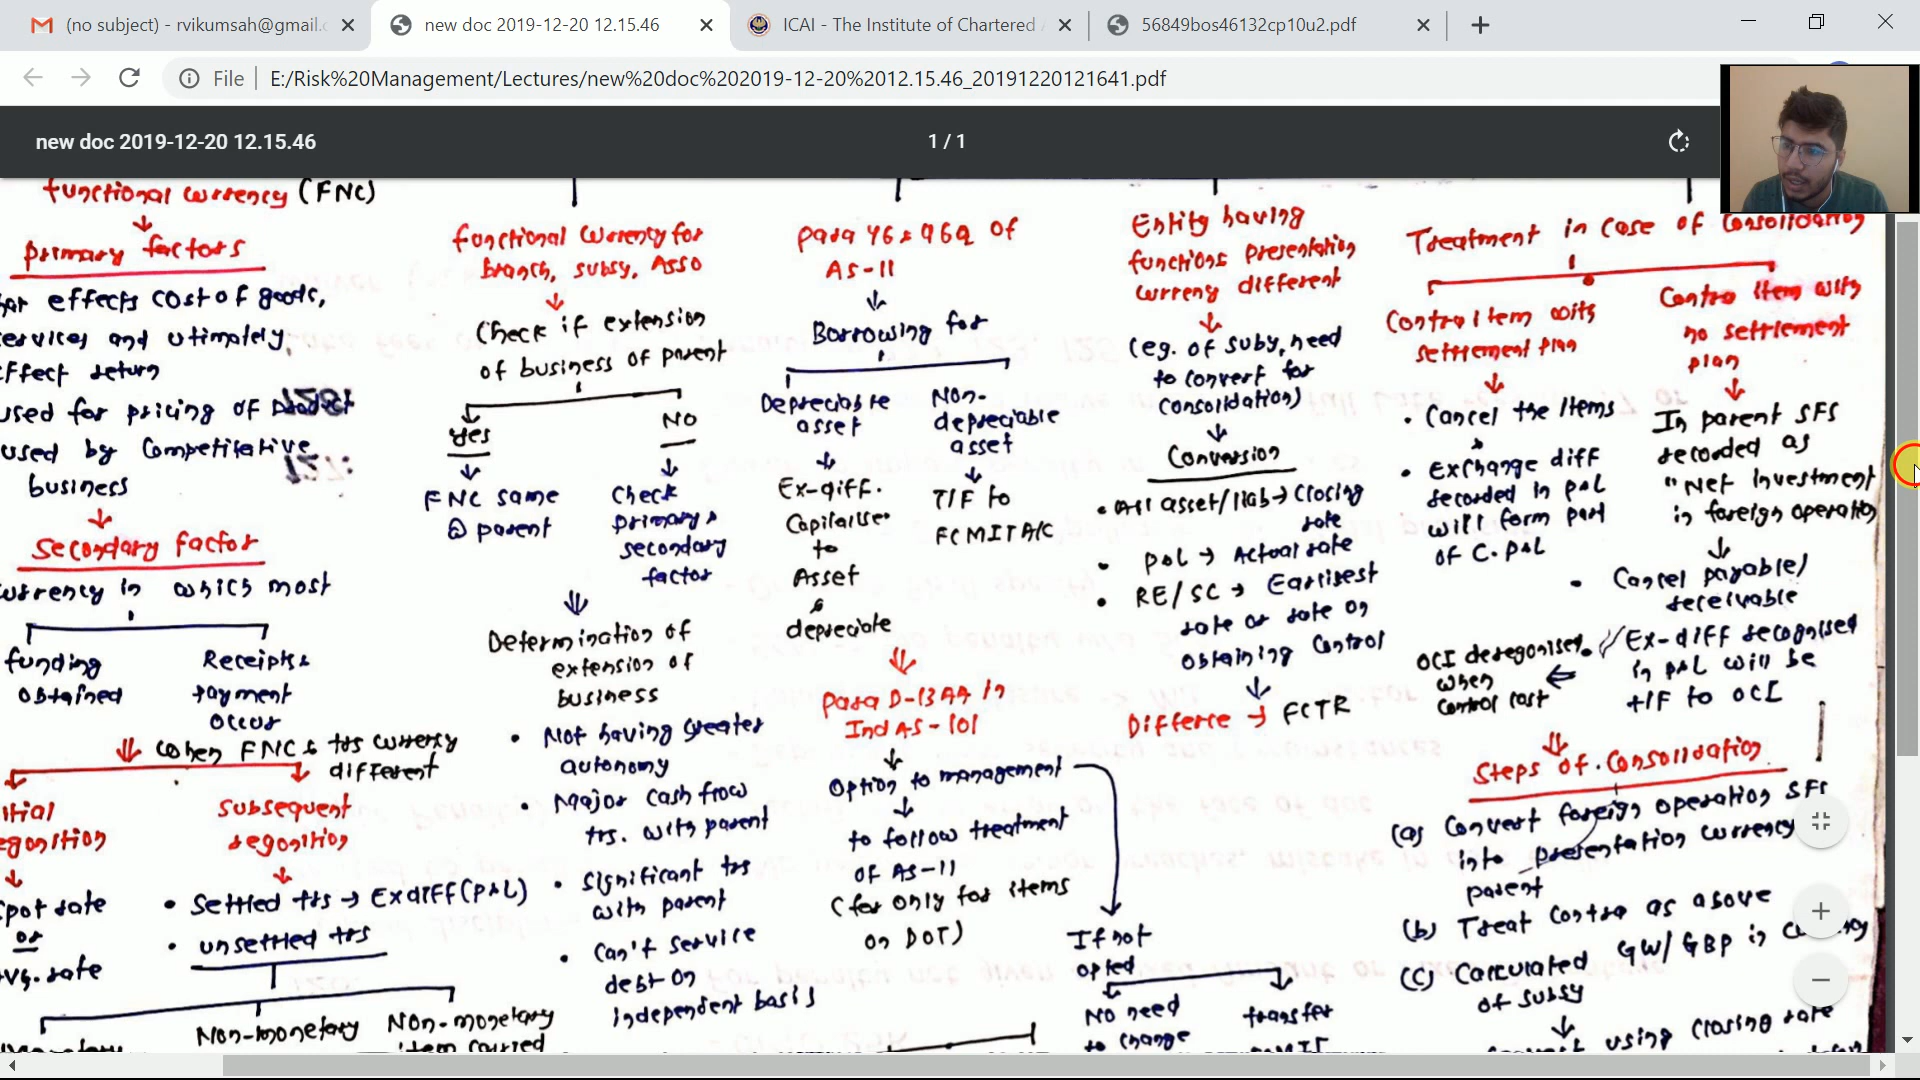 (no subject) - rvikumsah@gmail.c
new doc 2019-12-20 12.15.46
ICAI - The Institute of Chartered A
56849bos46132cp10u2.pdf
File
E:/Risk%20Management/Lectures/new%20doc%202019-12-20%2012.15.46_20191220121641.pdf
new doc 2019-12-20 12.15.46
1 / 1
functional currency (FNC)
primary factors
effects cost of goods,
services and utimately
effect return
used for pricing of product
used by Competitative
business
Secondary factor
currency in which most
funding
obtained
Receipts &
payment
occur
when FNC & trs currency
different
itial
egonition
Subsequent
regonition
spot rate
or
Avg. rate
• Settled trs → Exdiff (P&L)
• unsettled trs
Non-monetary
Non-monetary
item carried
functional currency for
branch, subsy, Asso
Check if extension
of business of parent
Yes
NO
FNC same
@ parent
Check
primary &
secondary
factor
Determination of
extension of
business
• Not having greater
autonomy
• Major cash flow
trs. with parent
• Significant trs
with parent
• Can't service
debt on
independent basis
para 46 & 46A of
AS-11
Borrowing for
Depreciable
asset
Non-
depreciable
asset
Ex-diff.
Capitalise
to
Asset
&
depreciate
T/F to
FCMITA/C
para D-13AA in
Ind AS-101
Option to management
to follow treatment
of AS-11
(for only for items
on DOT)
If not
opted
No need
to change
transfer
Entity having
functions presentation
currency different
(eg. of suby, need
to convert for
Consolidation)
Conversion
• All asset/liab → Closing
rate
• P&L → Actual rate
• RE/SC → Earliest
rate or rate on
obtaining control
Differce → FCTR
Treatment in case of Consolidation
Contra item with
settlement plan
• Cancel the items
• Exchange diff
recorded in P&L
will form part
of C.P&L
Contra item with
no settlement
plan
In parent SFS
recorded as
"Net investment
in foreign operation
• Cancel payable/
receivable
• Ex-diff recognised
in P&L will be
t/F to OCI
OCI deregonised
when
control lost
Steps of Consolidation
(a) Convert foreign operation SFS
into presentation currency
parent
(b) Treat contra as above
(c) Carculated GW/GBP in
of subsy
using closing rate